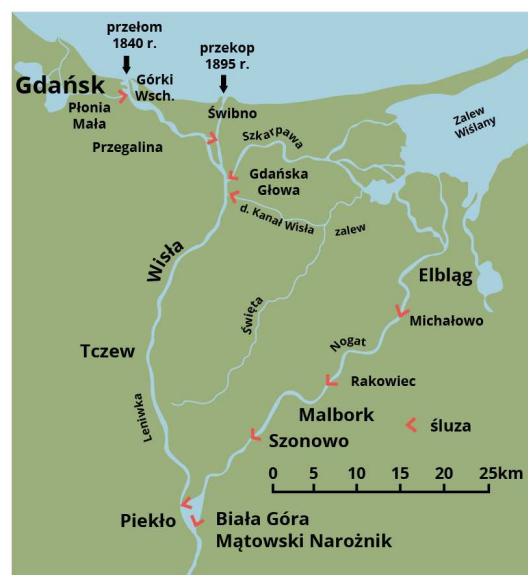 przełom
1840 r.
przekop
1895 r.
Gdańsk
Górki
Wsch.
Płonia
Mała
Świbno
Zalew
Wiślany
Szkarpawa
Przegalina
Gdańska
Głowa
d. Kanał Wisła
zalew
Wisła
Elbląg
Święta
Michałowo
Nogat
Tczew
Rakowiec
Leniwka
Malbork
śluza
Szonowo
0 5 10 15 20 25km
Piekło
Biała Góra
Mątowski Narożnik